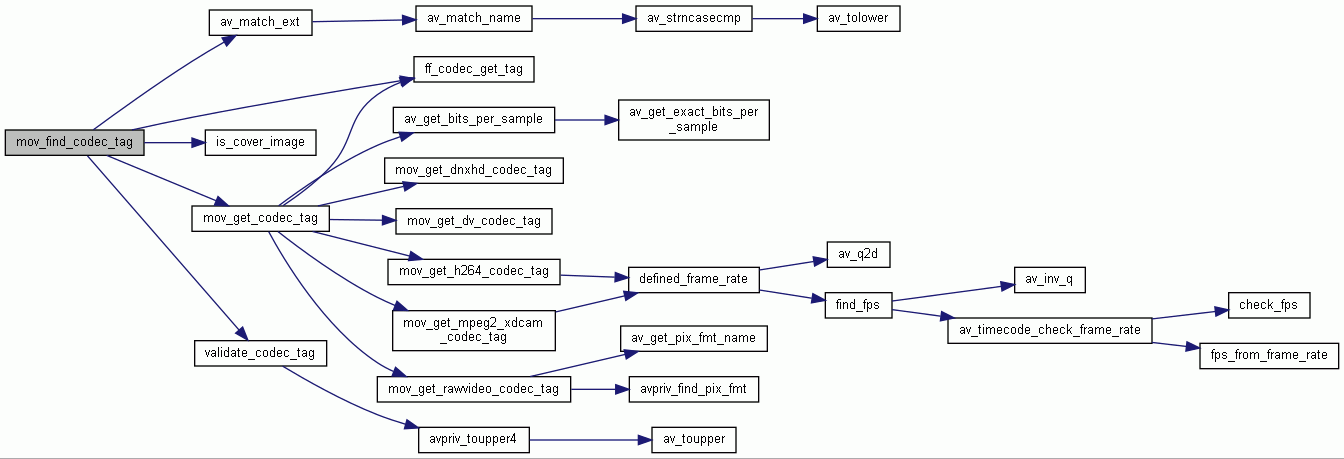 av_match_ext
av_match_name
av_strncasecmp
av_tolower
ff_codec_get_tag
mov_find_codec_tag
is_cover_image
av_get_bits_per_sample
av_get_exact_bits_per
_sample
mov_get_dnxhd_codec_tag
mov_get_codec_tag
mov_get_dv_codec_tag
mov_get_h264_codec_tag
defined_frame_rate
av_q2d
find_fps
av_inv_q
av_timecode_check_frame_rate
check_fps
fps_from_frame_rate
mov_get_mpeg2_xdcam
_codec_tag
av_get_pix_fmt_name
validate_codec_tag
mov_get_rawvideo_codec_tag
avpriv_find_pix_fmt
avpriv_toupper4
av_toupper